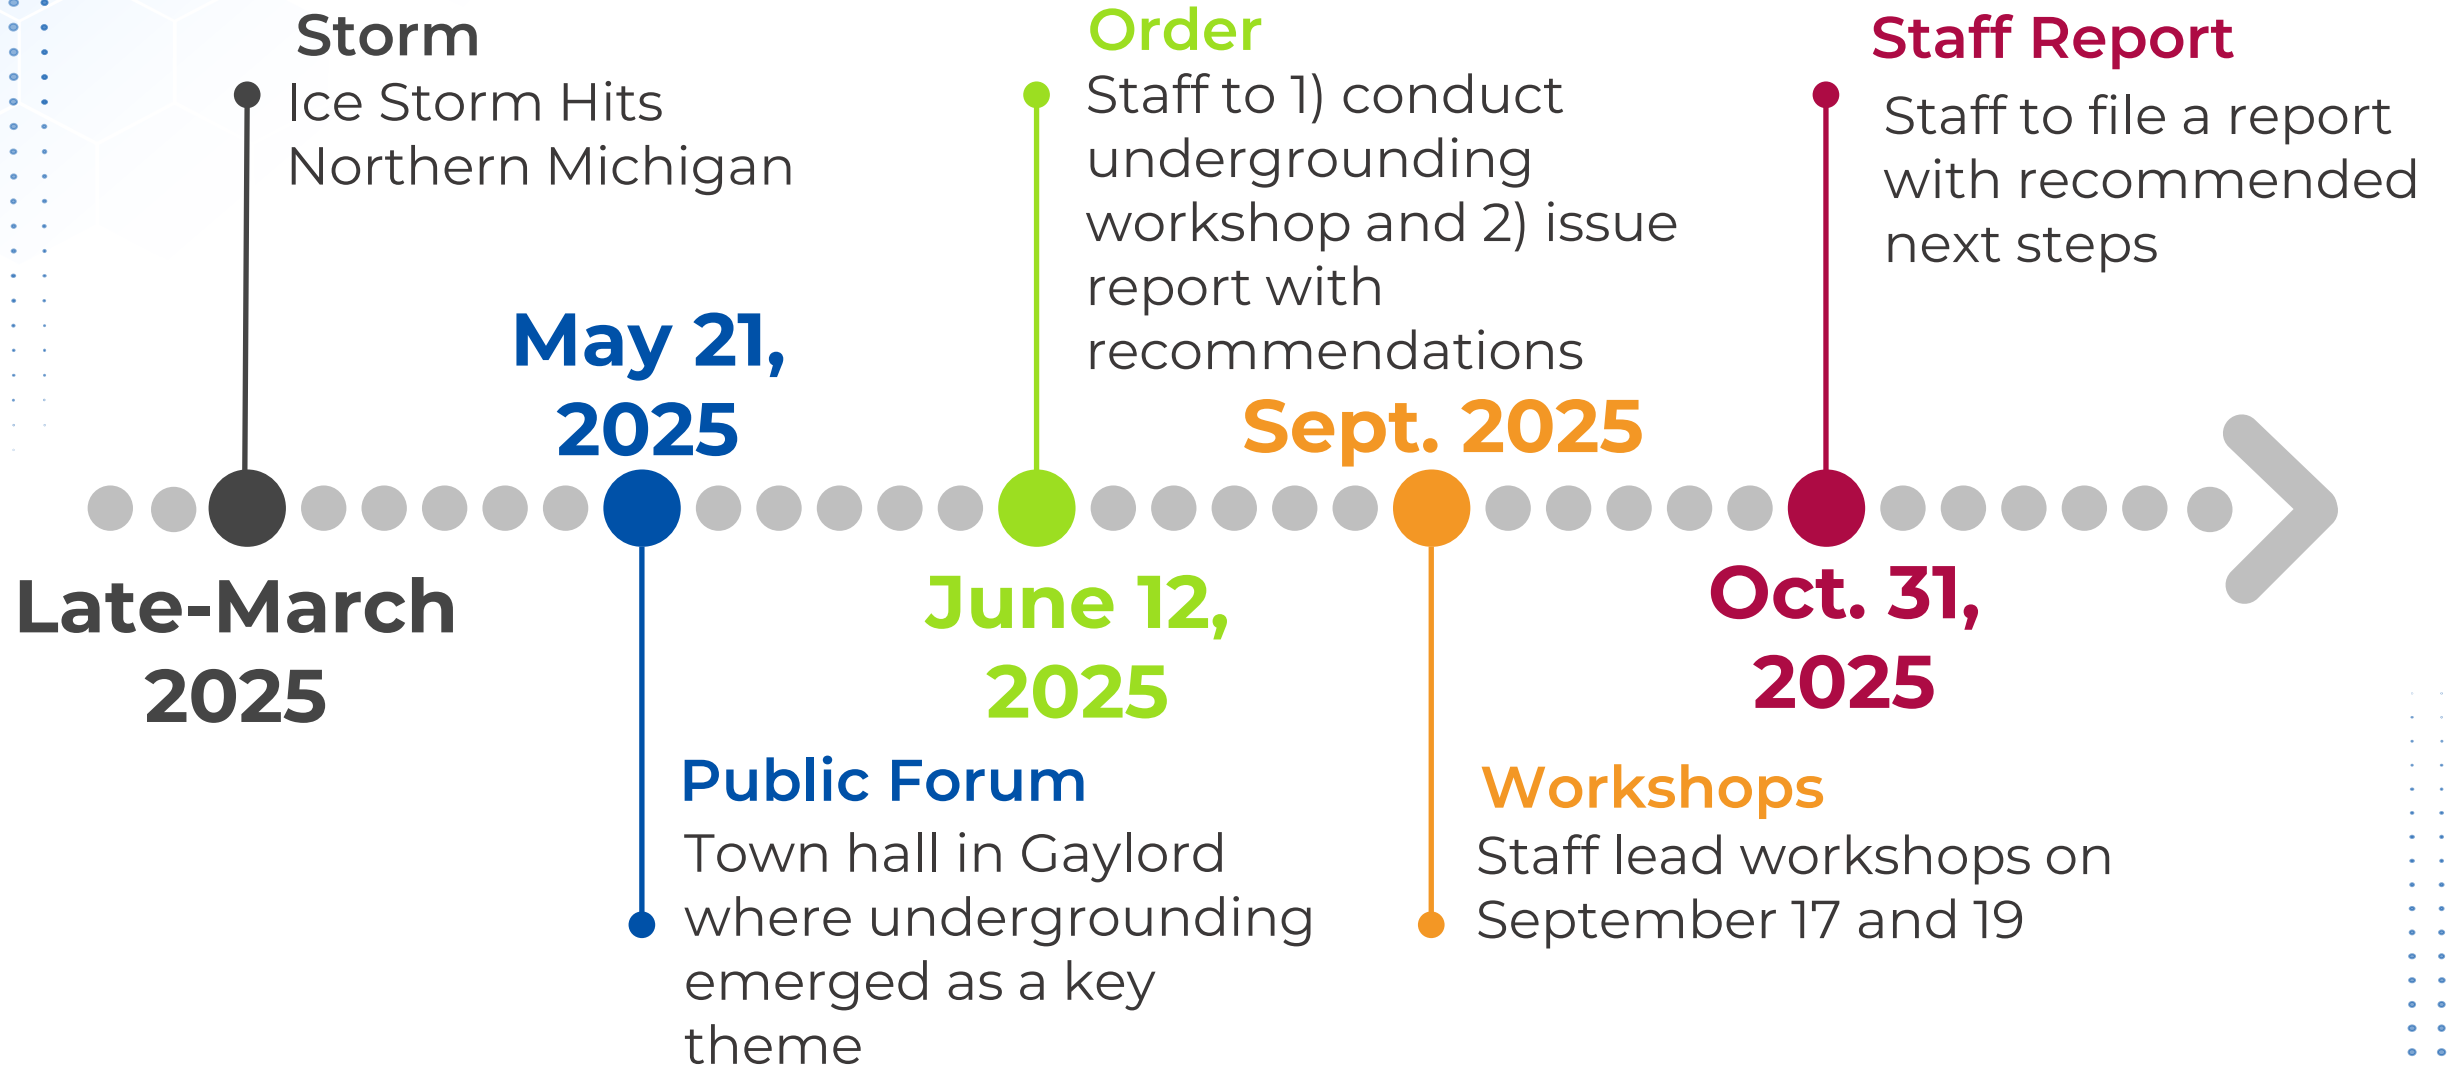 Storm
Ice Storm Hits
Northern Michigan
Late-March
2025
May 21,
2025
Public Forum
Town hall in Gaylord
where undergrounding
emerged as a key
theme
Order
Staff to 1) conduct
undergrounding
workshop and 2) issue
report with
recommendations
June 12,
2025
Sept. 2025
Workshops
Staff lead workshops on
September 17 and 19
Staff Report
Staff to file a report
with recommended
next steps
Oct. 31,
2025